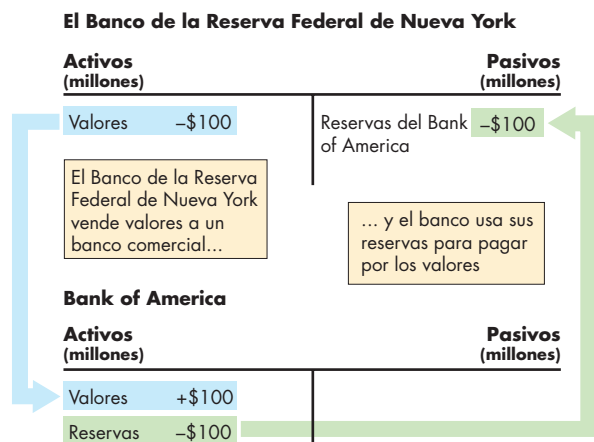 El Banco de la Reserva Federal de Nueva York
Activos
(millones)
Pasivos
(millones)
Valores –$100
Reservas del Bank –$100
of America
El Banco de la Reserva
Federal de Nueva York
vende valores a un
banco comercial...
... y el banco usa sus
reservas para pagar
por los valores
Bank of America
Activos
(millones)
Pasivos
(millones)
Valores +$100
Reservas –$100